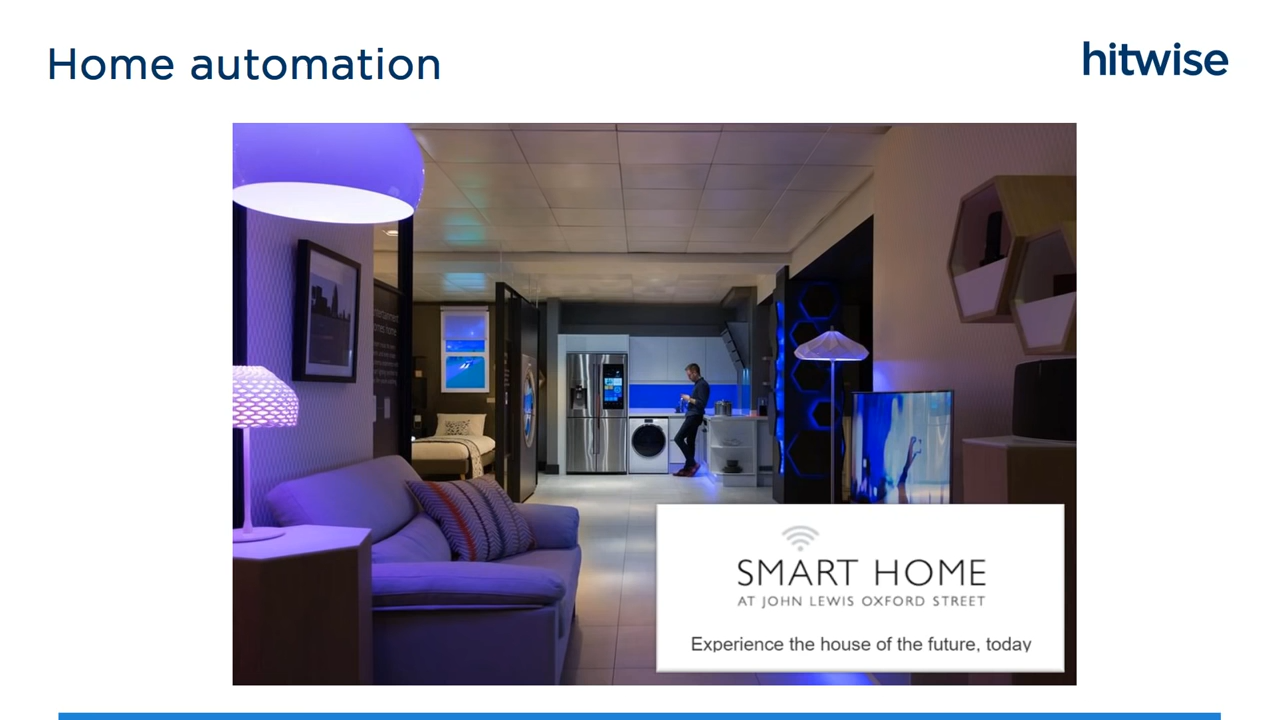 Home automation
hitwise
SMART HOME
AT JOHN LEWIS OXFORD STREET
Experience the house of the future, today